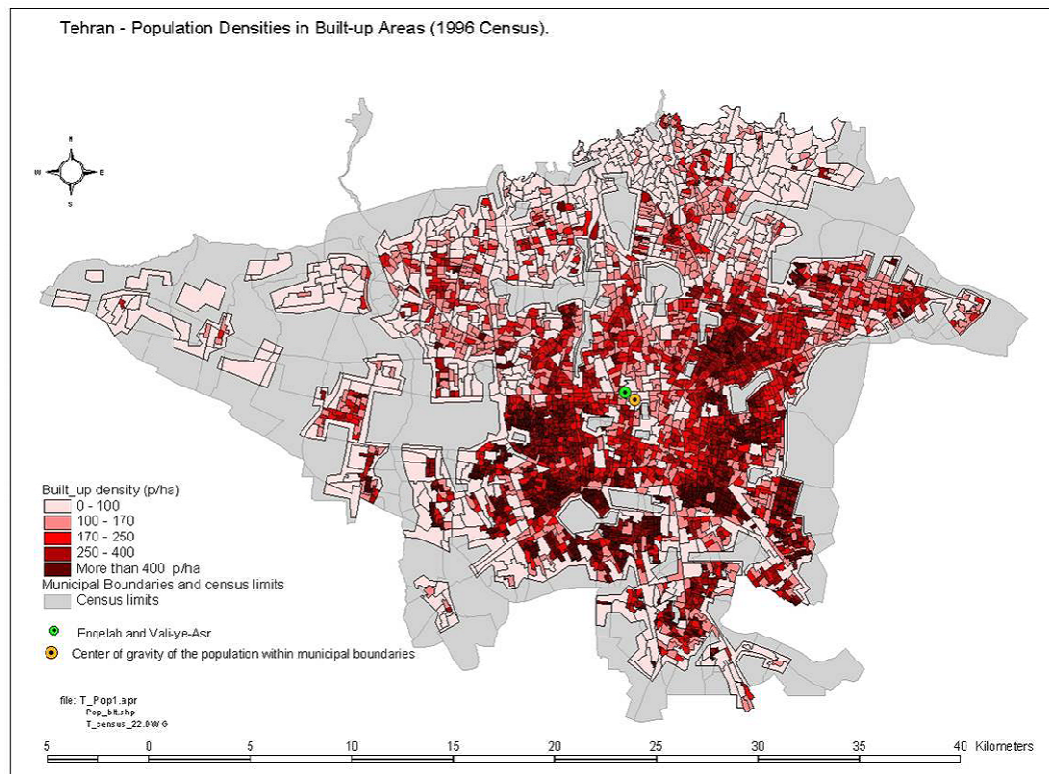 Tehran - Population Densities in Built-up Areas (1996 Census).
N
W E
S
Built_up density (p/ha)
0 - 100
100 - 170
170 - 250
250 - 400
More than 400 p/ha
Municipal Boundaries and census limits
Census limits
Engelab and Vali-ye-Asr
Center of gravity of the population within municipal boundaries
file: T_Pop1.apr
Pop_blt.shp
T_census_22.DWG
5 0 5 10 15 20 25 30 35 40 Kilometers